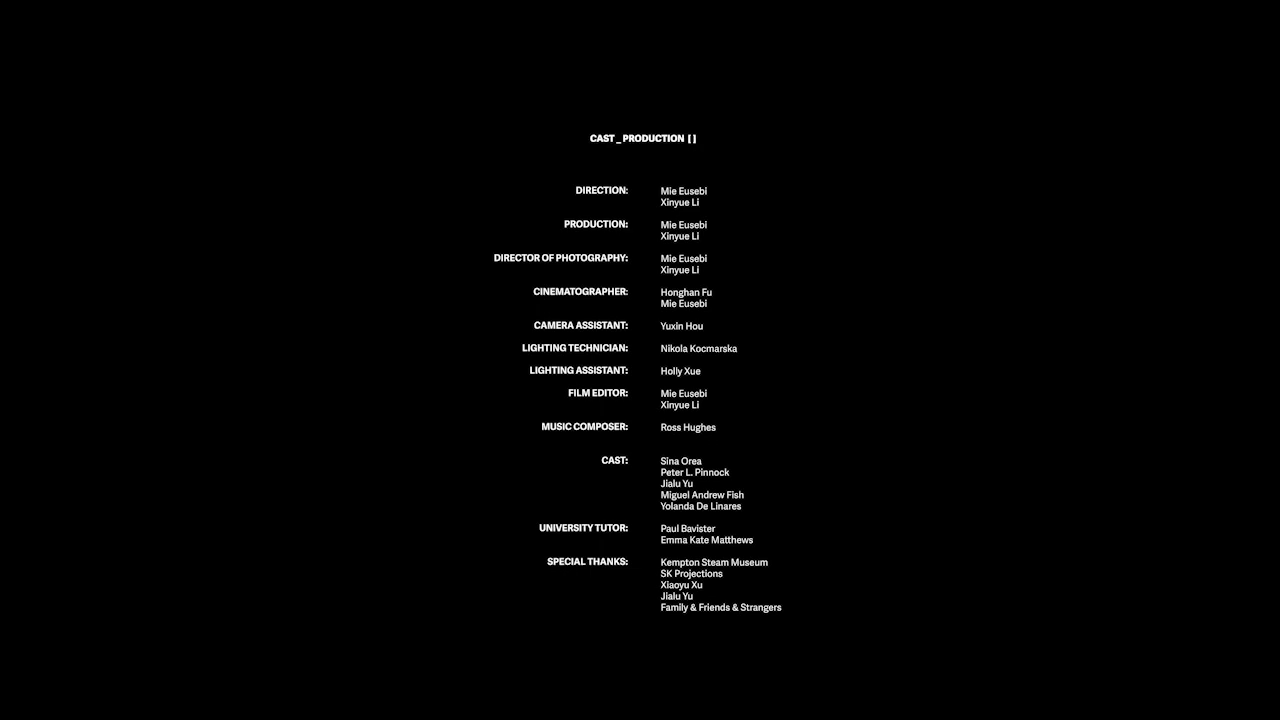 CAST_PRODUCTION []
DIRECTION: Mie Eusebi
Xinyue Li
PRODUCTION: Mie Eusebi
Xinyue Li
DIRECTOR OF PHOTOGRAPHY: Mie Eusebi
Xinyue Li
CINEMATOGRAPHER: Honghan Fu
Mie Eusebi
CAMERA ASSISTANT: Yuxin Hou
LIGHTING TECHNICIAN: Nikola Kocmarska
LIGHTING ASSISTANT: Holly Xue
FILM EDITOR: Mie Eusebi
Xinyue Li
MUSIC COMPOSER: Ross Hughes
CAST: Sina Orea
Peter L. Pinnock
Jialu Yu
Miguel Andrew Fish
Yolanda De Linares
UNIVERSITY TUTOR: Paul Bavister
Emma Kate Matthews
SPECIAL THANKS: Kempton Steam Museum
SK Projections
Xiaoyu Xu
Jialu Yu
Family & Friends & Strangers